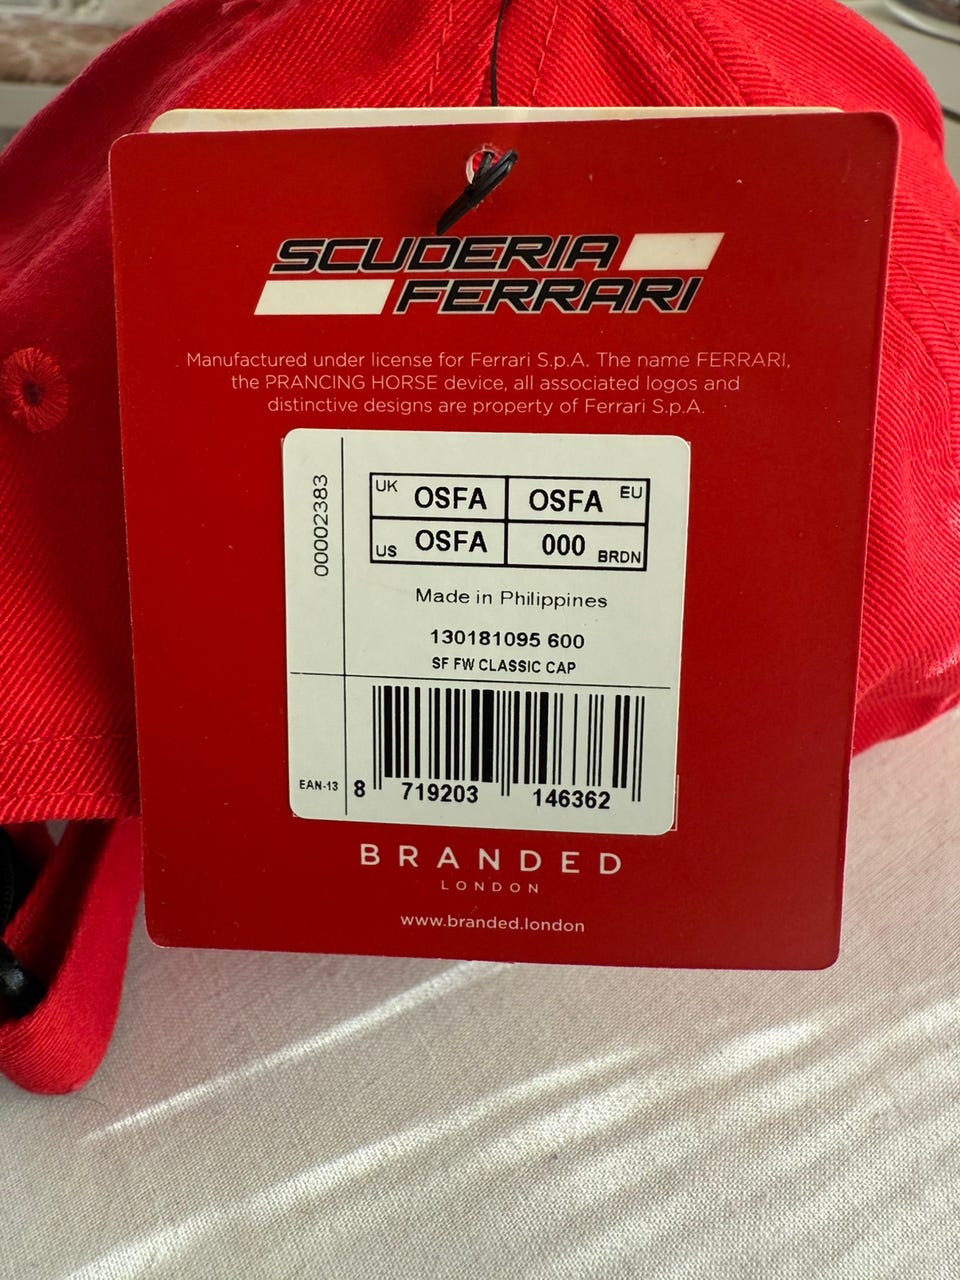 SCUDERIA
FERRARI
Manufactured under license for Ferrari S.p.A. The name FERRARI,
the PRANCING HORSE device, all associated logos and
distinctive designs are property of Ferrari S.p.A.
00002383
UK OSFA OSFA EU
US OSFA 000 BRDN
Made in Philippines
130181095 600
SF FW CLASSIC CAP
EAN-13 8 719203 146362
BRANDED
LONDON
www.branded.london